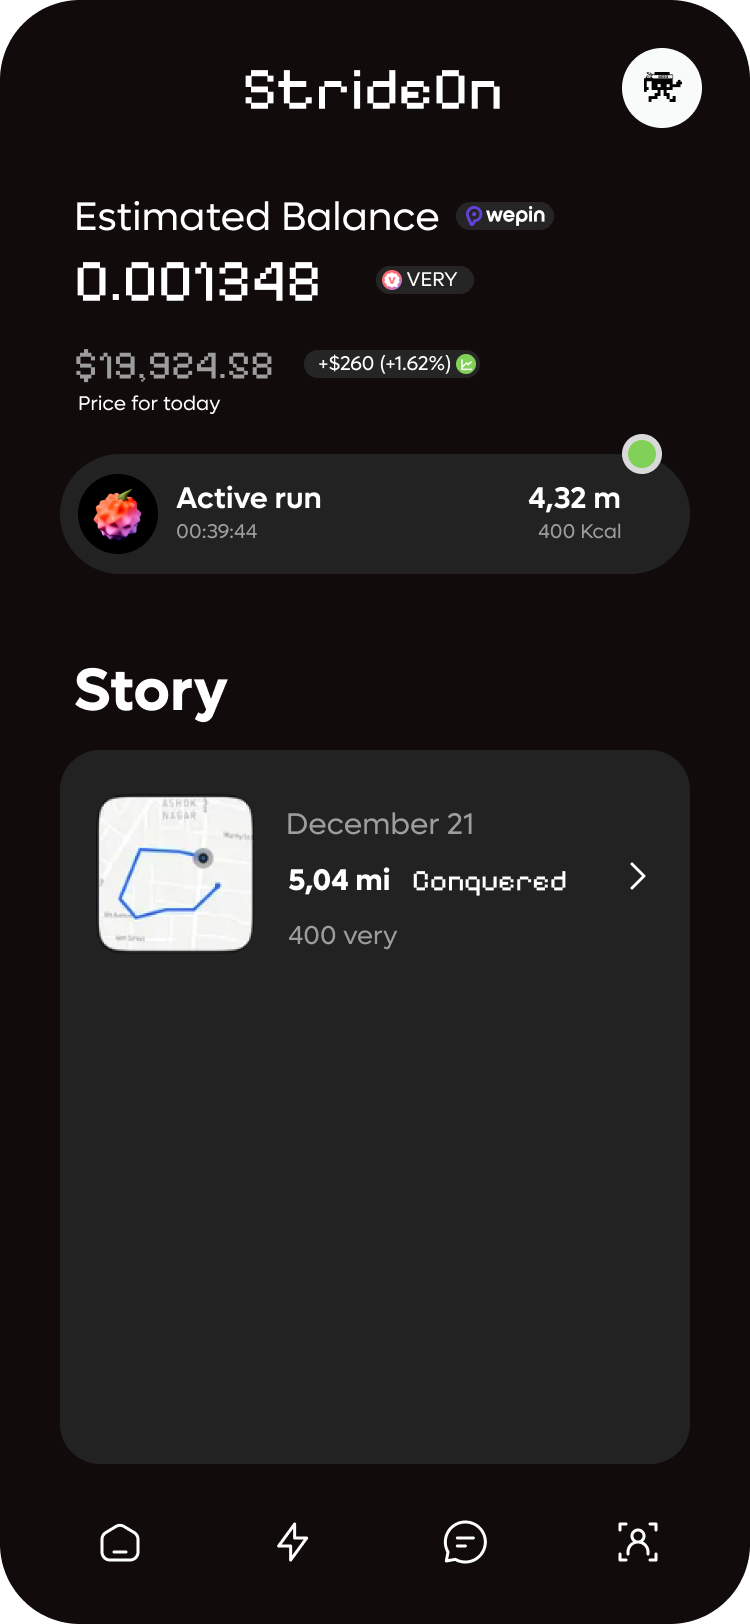 StrideOn
Estimated Balance wepin
0.001348 VERY
$19,924.28 +$260 (+1.62%)
Price for today
Active run 4,32 m
00:39:44 400 Kcal
Story
ASHOK
NAGAR
December 21
5,04 mi Conquered
400 very